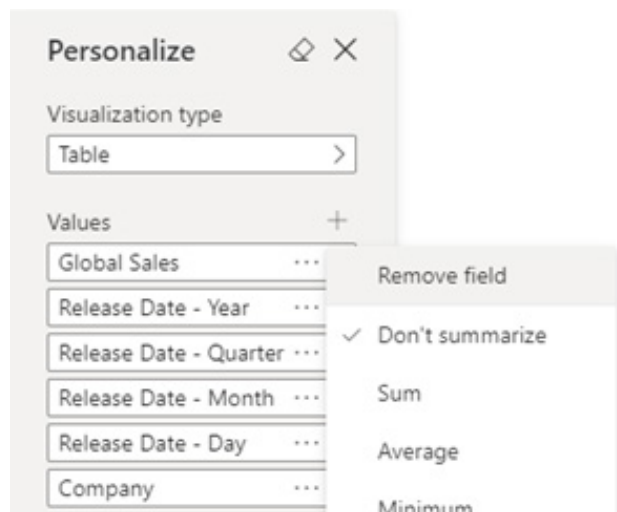 Personalize
Visualization type
Table
Values
Global Sales
Release Date - Year
Release Date - Quarter
Release Date - Month
Release Date - Day
Company
Remove field
Don't summarize
Sum
Average
Minimum